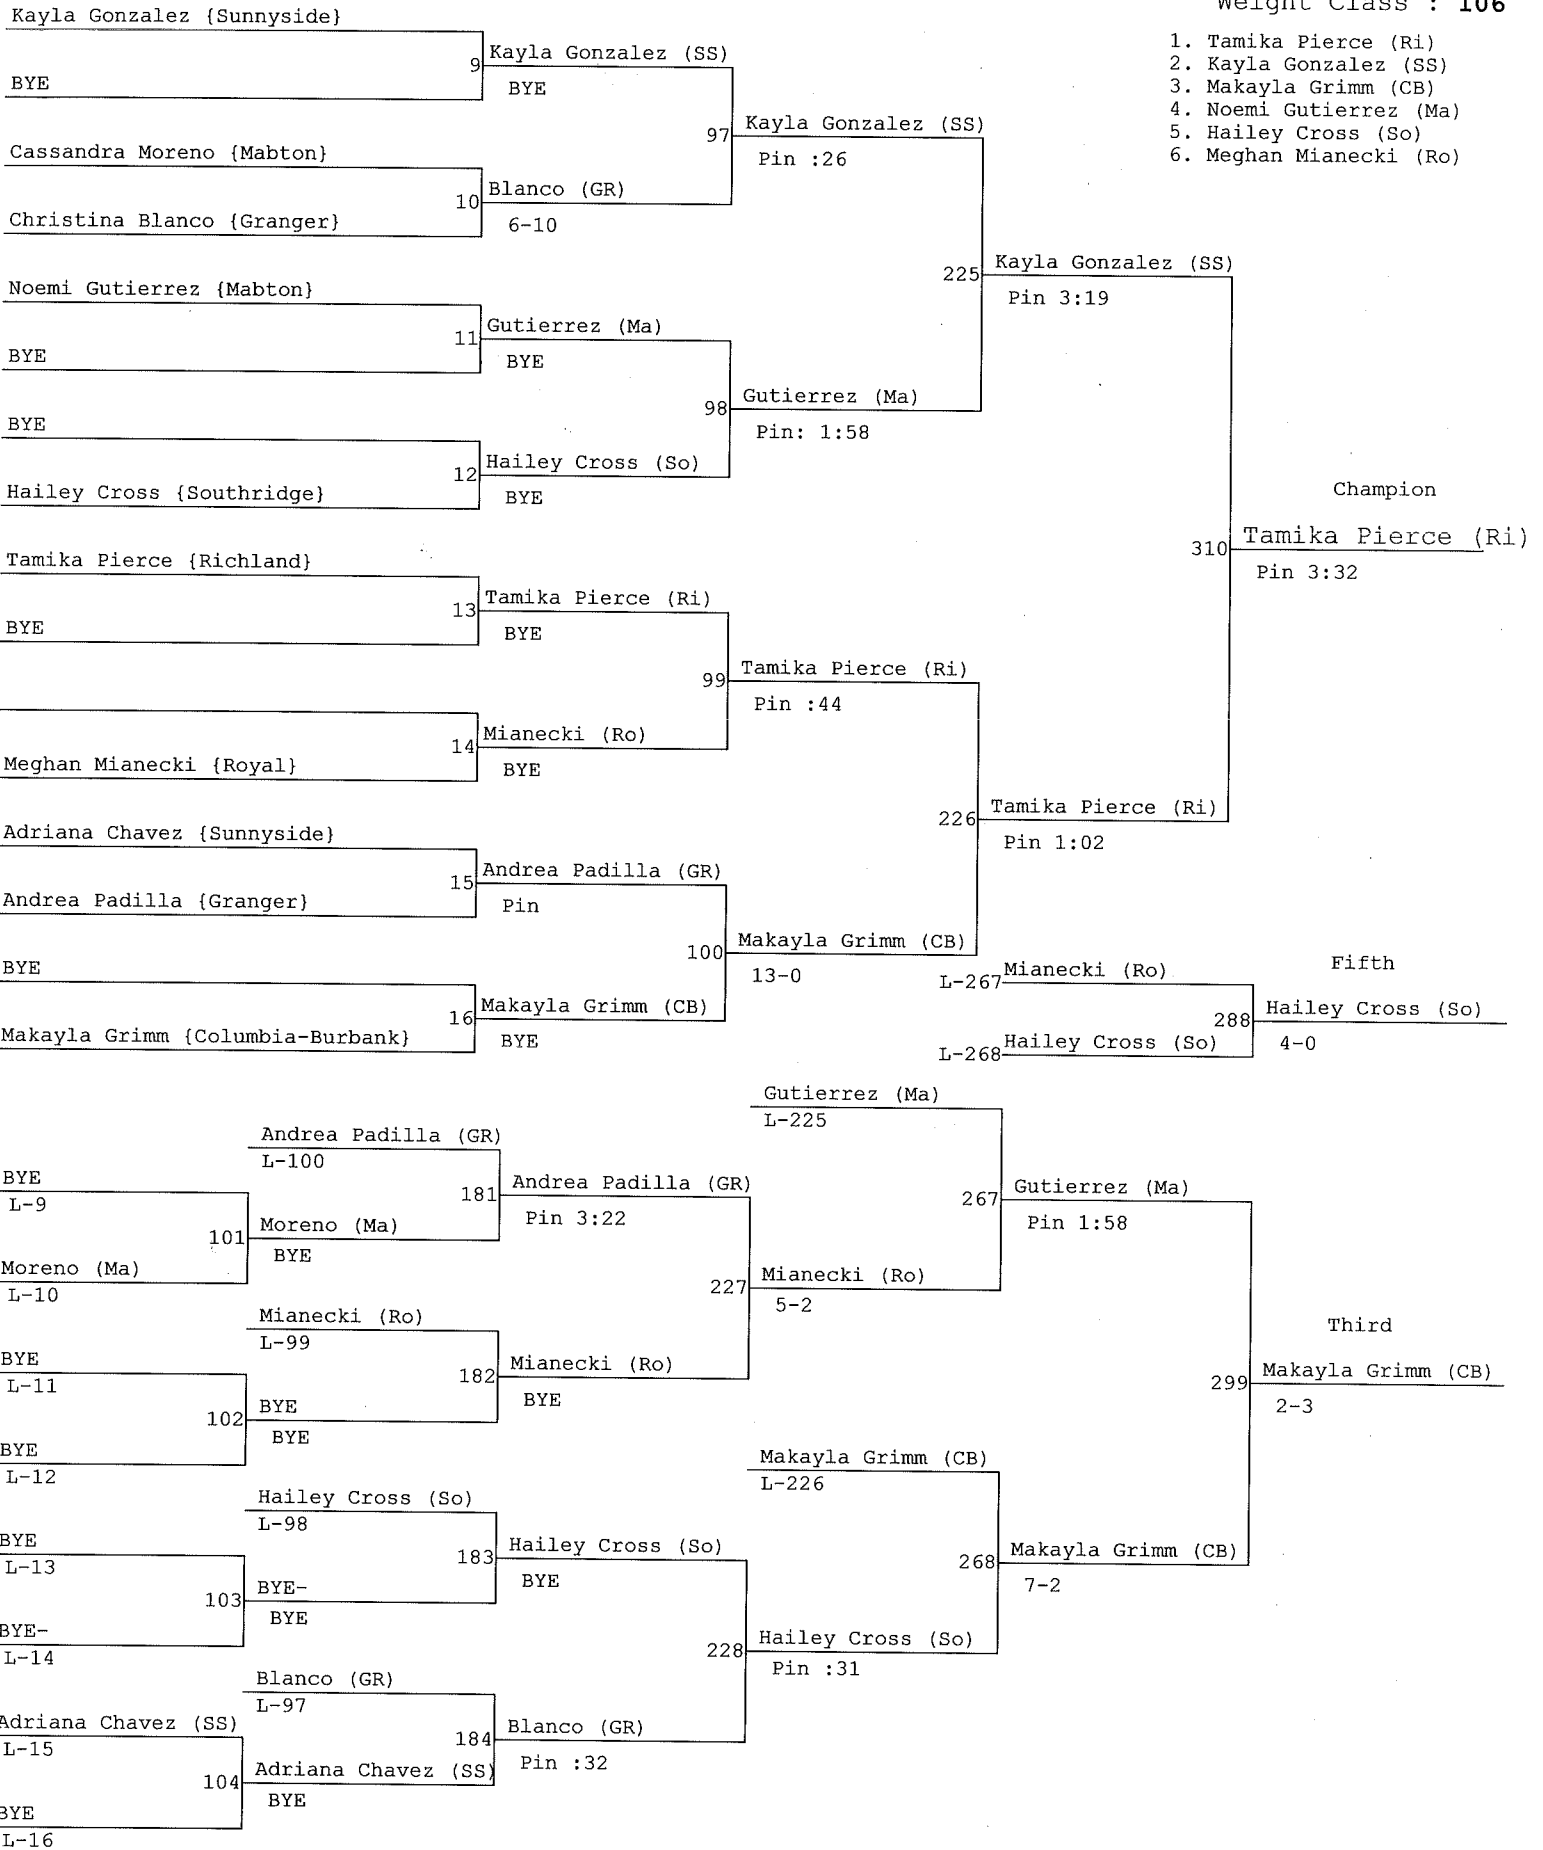 Weight Class : 106
1. Tamika Pierce (Ri)
2. Kayla Gonzalez (SS)
3. Makayla Grimm (CB)
4. Noemi Gutierrez (Ma)
5. Hailey Cross (So)
6. Meghan Mianecki (Ro)
Kayla Gonzalez {Sunnyside}
9
BYE
Kayla Gonzalez (SS)
BYE
Cassandra Moreno {Mabton}
10
Christina Blanco {Granger}
Blanco (GR)
6-10
97
Kayla Gonzalez (SS)
Pin :26
Noemi Gutierrez {Mabton}
11
BYE
Gutierrez (Ma)
BYE
BYE
12
Hailey Cross {Southridge}
Hailey Cross (So)
BYE
98
Gutierrez (Ma)
Pin: 1:58
225
Kayla Gonzalez (SS)
Pin 3:19
Tamika Pierce {Richland}
13
BYE
Tamika Pierce (Ri)
BYE
14
Meghan Mianecki {Royal}
Mianecki (Ro)
BYE
99
Tamika Pierce (Ri)
Pin :44
Adriana Chavez {Sunnyside}
15
Andrea Padilla {Granger}
Andrea Padilla (GR)
Pin
BYE
16
Makayla Grimm {Columbia-Burbank}
Makayla Grimm (CB)
BYE
100
Makayla Grimm (CB)
13-0
226
Tamika Pierce (Ri)
Pin 1:02
310
Champion
Tamika Pierce (Ri)
Pin 3:32
L-267
Mianecki (Ro)
L-268
Hailey Cross (So)
288
Fifth
Hailey Cross (So)
4-0
BYE
L-9
101
Moreno (Ma)
L-10
Andrea Padilla (GR)
L-100
181
Moreno (Ma)
BYE
Andrea Padilla (GR)
Pin 3:22
BYE
L-11
102
BYE
L-12
Mianecki (Ro)
L-99
182
BYE
BYE
Mianecki (Ro)
BYE
227
Gutierrez (Ma)
L-225
267
Mianecki (Ro)
5-2
Gutierrez (Ma)
Pin 1:58
BYE
L-13
103
BYE-
L-14
Hailey Cross (So)
L-98
183
BYE-
BYE
Hailey Cross (So)
BYE
Adriana Chavez (SS)
L-15
104
BYE
L-16
Blanco (GR)
L-97
184
Adriana Chavez (SS)
BYE
Blanco (GR)
Pin :32
228
Makayla Grimm (CB)
L-226
268
Hailey Cross (So)
Pin :31
Makayla Grimm (CB)
7-2
299
Third
Makayla Grimm (CB)
2-3